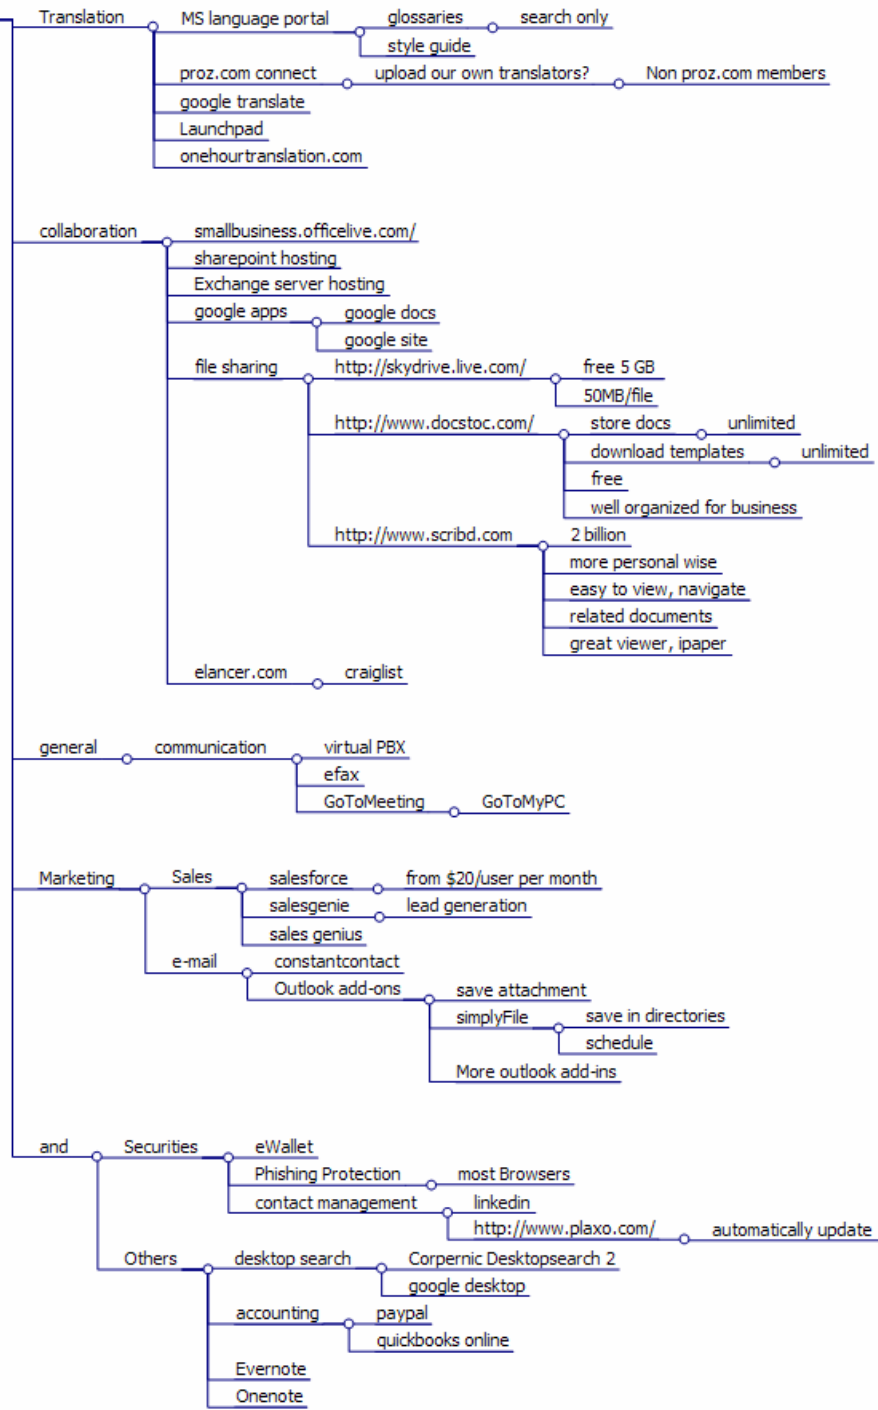 Translation
MS language portal
glossaries
search only
style guide
proz.com connect
upload our own translators?
Non proz.com members
google translate
Launchpad
onehourtranslation.com
collaboration
smallbusiness.officelive.com/
sharepoint hosting
Exchange server hosting
google apps
google docs
google site
file sharing
http://skydrive.live.com/
free 5 GB
50MB/file
http://www.docstoc.com/
store docs
unlimited
download templates
unlimited
free
well organized for business
http://www.scribd.com
2 billion
more personal wise
easy to view, navigate
related documents
great viewer, ipaper
elancer.com
craiglist
general
communication
virtual PBX
efax
GoToMeeting
GoToMyPC
Marketing
Sales
salesforce
from $20/user per month
salesgenie
lead generation
sales genius
e-mail
constantcontact
Outlook add-ons
save attachment
simplyFile
save in directories
schedule
More outlook add-ins
and
Securities
eWallet
Phishing Protection
most Browsers
contact management
linkedin
http://www.plaxo.com/
automatically update
Others
desktop search
Corpernic Desktopsearch 2
google desktop
accounting
paypal
quickbooks online
Evernote
Onenote